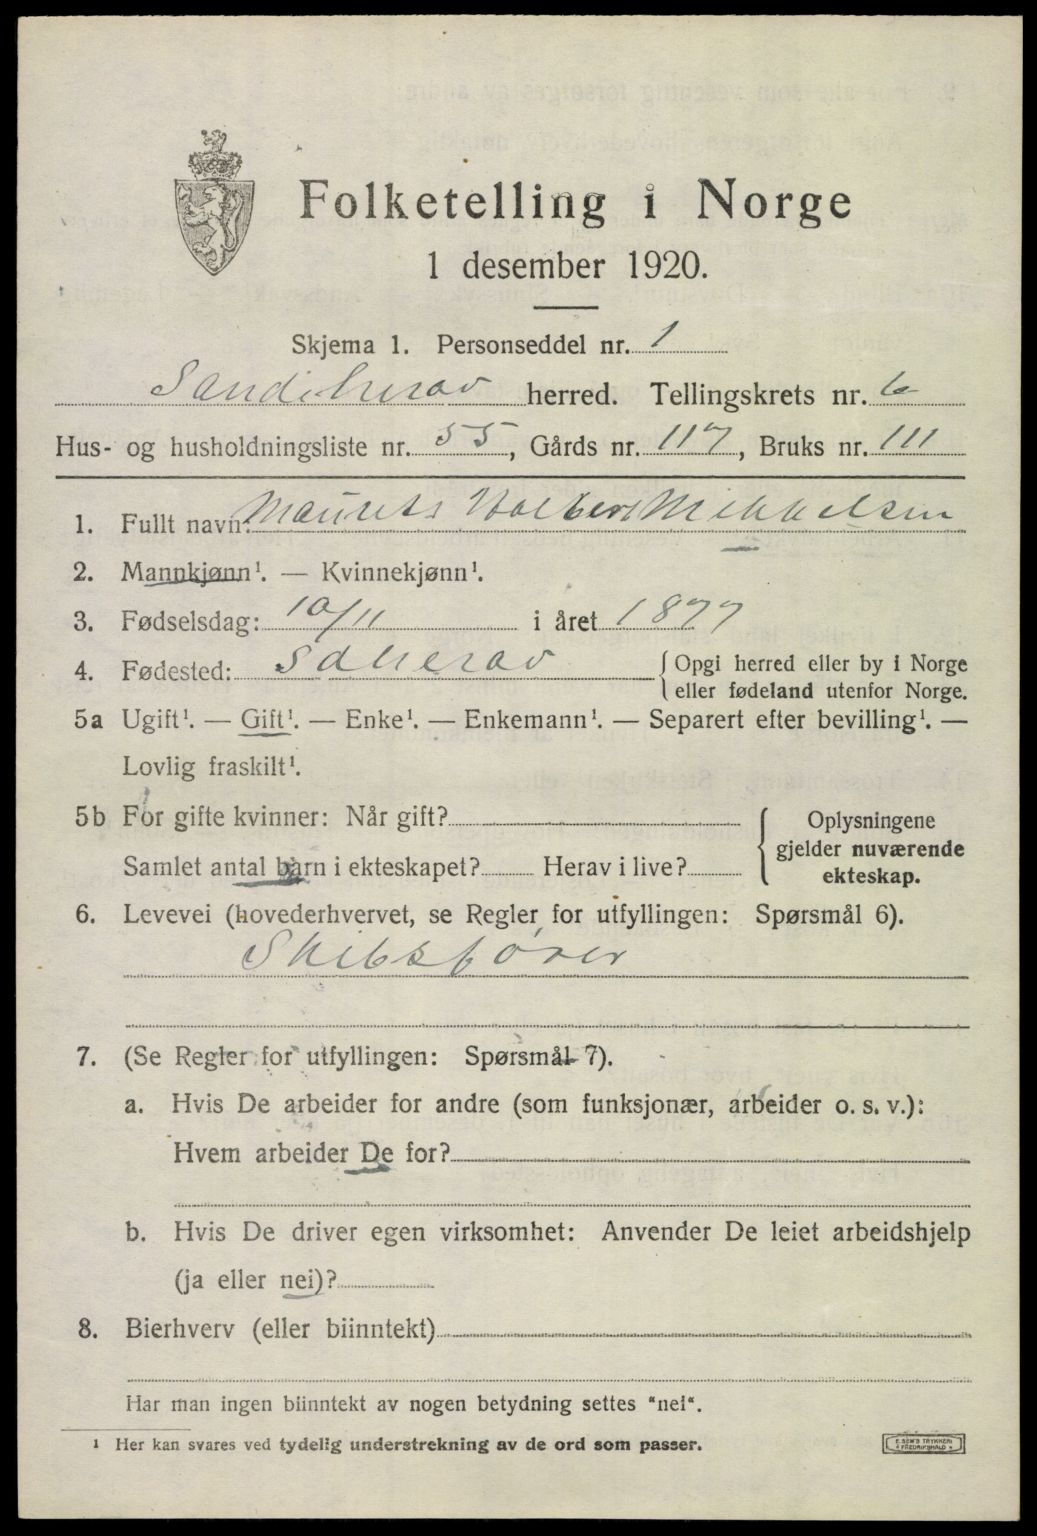 Folketelling i Norge
1 desember 1920.
Skjema 1. Personseddel nr. 1
Sandeherav herred. Tellingskrets nr. 6
Hus- og husholdningsliste nr. 55, Gårds nr. 117, Bruks nr. 111
1. Fullt navn: Maurits Mikkelsen
2. Mannkjønn¹. — Kvinnekjønn¹.
3. Fødselsdag: 10/11 i året 1877
4. Fødested: Sdherav {Opgi herred eller by i Norge
eller fødeland utenfor Norge.
5a Ugift¹. — Gift¹. — Enke¹. — Enkemann¹. — Separert efter bevilling¹. —
Lovlig fraskilt¹.
5b For gifte kvinner: Når gift?
Samlet antal barn i ekteskapet? Herav i live?
{Oplysningene
gjelder nuværende
ekteskap.
6. Levevei (hovederhvervet, se Regler for utfyllingen: Spørsmål 6).
Skibsfører
7. (Se Regler for utfyllingen: Spørsmål 7).
a. Hvis De arbeider for andre (som funksjonær, arbeider o. s. v.):
Hvem arbeider De for?
b. Hvis De driver egen virksomhet: Anvender De leiet arbeidshjelp
(ja eller nei)?
8. Bierhverv (eller biinntekt)
Har man ingen biinntekt av nogen betydning settes "nei".
¹ Her kan svares ved tydelig understrekning av de ord som passer.
E. SEM'S TRYKKERI
FREDRIKSHALD